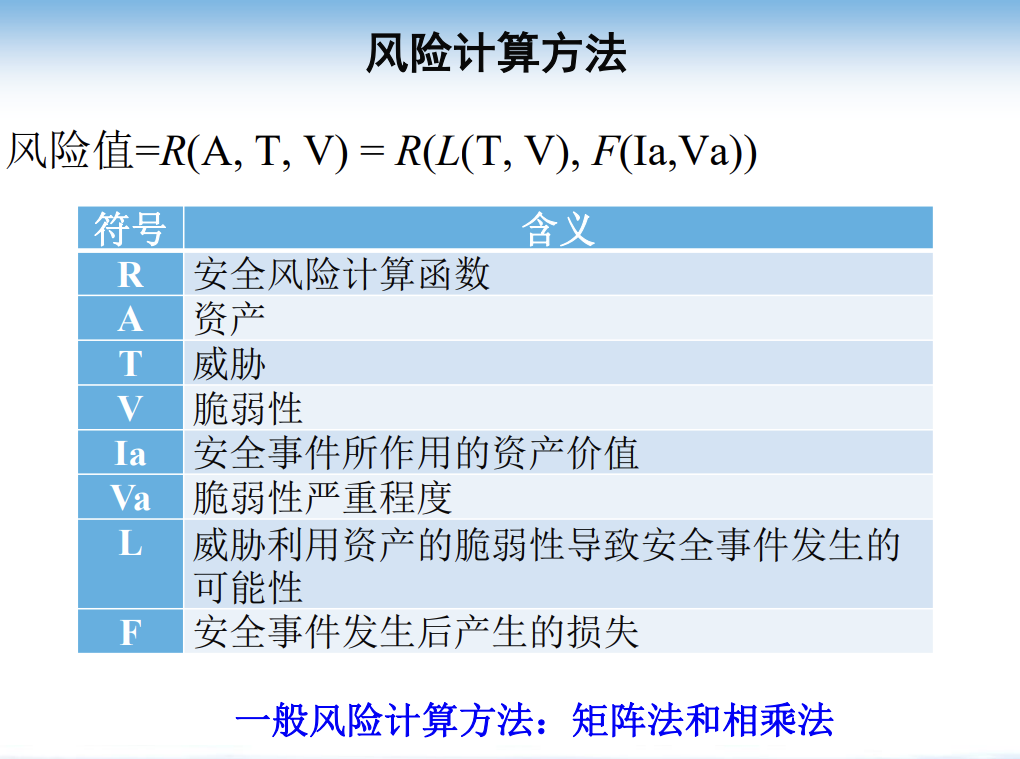 风险计算方法
风险值=R(A, T, V) = R(L(T, V), F(Ia,Va))
符号 含义
R 安全风险计算函数
A 资产
T 威胁
V 脆弱性
Ia 安全事件所作用的资产价值
Va 脆弱性严重程度
L 威胁利用资产的脆弱性导致安全事件发生的
可能性
F 安全事件发生后产生的损失
一般风险计算方法：矩阵法和相乘法